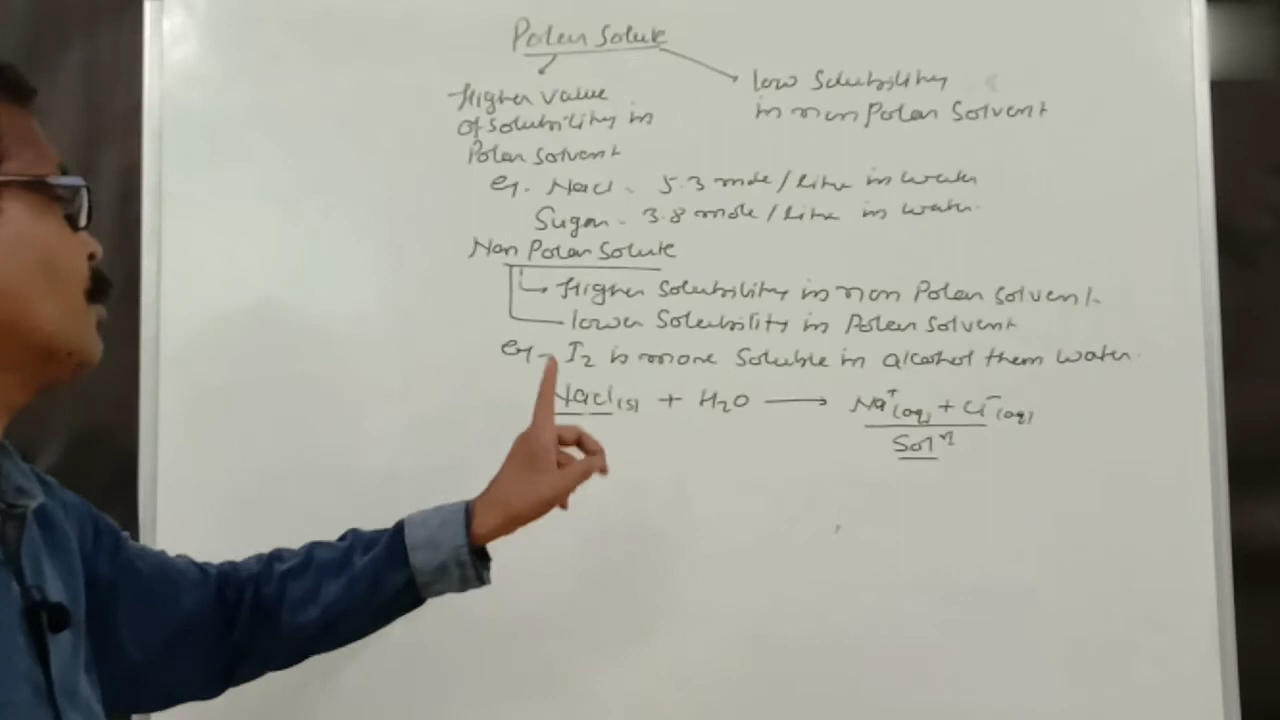 Polar Solute
Higher value
of solubility in
Polar solvent
low Solubility
in non Polar Solvent
eg. NaCl - 5.3 mole/litre in water
Sugar - 3.8 mole/litre in water.
Non Polar Solute
Higher Solubility in non Polar solvent.
lower Solubility in Polar Solvent
eg - I₂ is more Soluble in alcohol them water.
NaCl(s) + H₂O → Na⁺(aq) + Cl⁻(aq)
Solⁿ